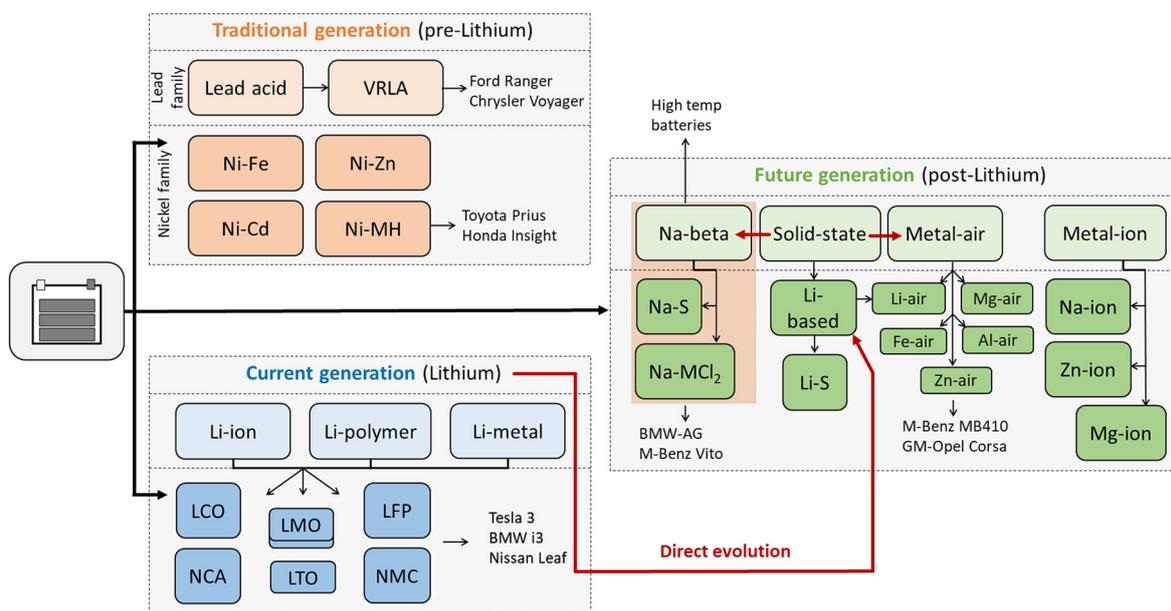 Traditional generation (pre-Lithium)
Lead
family
Lead acid
VRLA
Ford Ranger
Chrysler Voyager
Nickel family
Ni-Fe
Ni-Zn
Ni-Cd
Ni-MH
Toyota Prius
Honda Insight
Current generation (Lithium)
Li-ion
Li-polymer
Li-metal
LCO
LMO
LFP
NCA
LTO
NMC
Tesla 3
BMW i3
Nissan Leaf
Direct evolution
High temp
batteries
Future generation (post-Lithium)
Na-beta
Solid-state
Metal-air
Metal-ion
Na-S
Na-MCl₂
BMW-AG
M-Benz Vito
Li-
based
Li-S
Li-air
Mg-air
Fe-air
Al-air
Zn-air
M-Benz MB410
GM-Opel Corsa
Na-ion
Zn-ion
Mg-ion